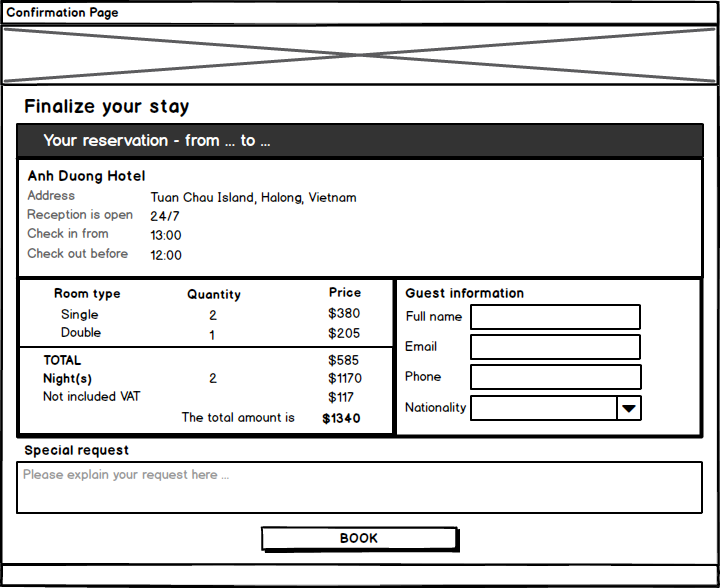 Confirmation Page
Finalize your stay
Your reservation - from ... to ...
Anh Duong Hotel
Address Tuan Chau Island, Halong, Vietnam
Reception is open 24/7
Check in from 13:00
Check out before 12:00
Room type Quantity Price
Single 2 $380
Double 1 $205
TOTAL $585
Night(s) 2 $1170
Not included VAT $117
The total amount is $1340
Guest information
Full name
Email
Phone
Nationality
Special request
Please explain your request here ...
BOOK